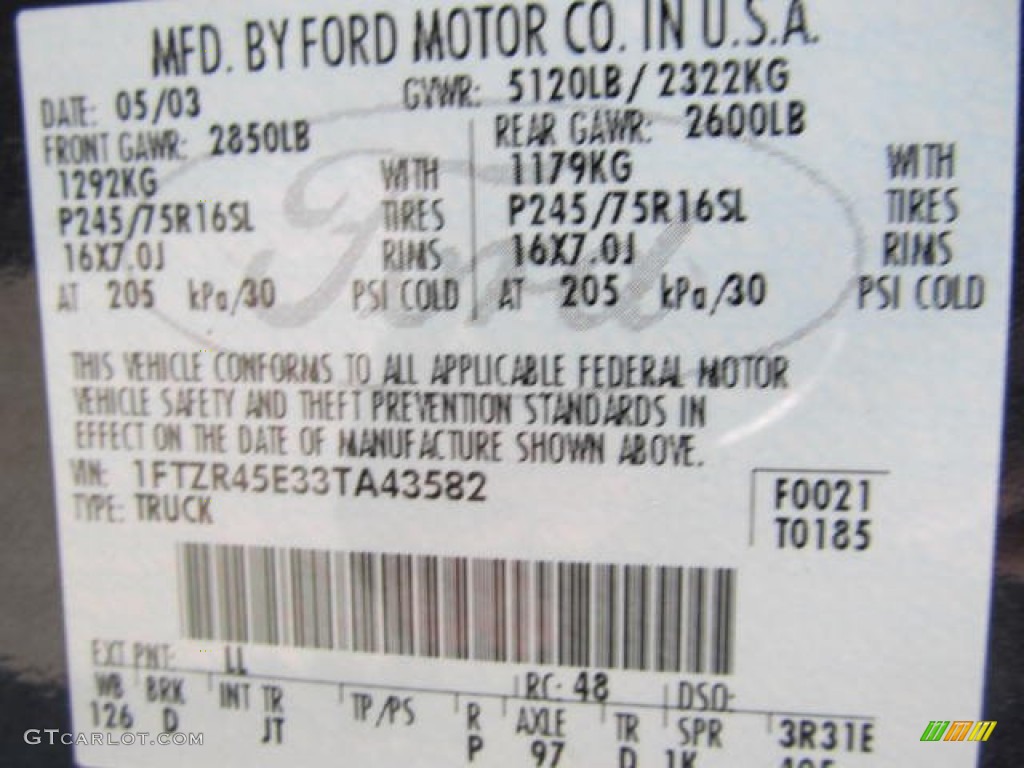 MFD. BY FORD MOTOR CO. IN U.S.A.
DATE: 05/03 GVWR: 5120LB / 2322KG
FRONT GAWR: 2850LB REAR GAWR: 2600LB
1292KG WITH 1179KG WITH
P245/75R16SL TIRES P245/75R16SL TIRES
16X7.0J RIMS 16X7.0J RIMS
AT 205 kPa/30 PSI COLD AT 205 kPa/30 PSI COLD
Ford
THIS VEHICLE CONFORMS TO ALL APPLICABLE FEDERAL MOTOR
VEHICLE SAFETY AND THEFT PREVENTION STANDARDS IN
EFFECT ON THE DATE OF MANUFACTURE SHOWN ABOVE.
VIN: 1FTZR45E33TA43582
TYPE: TRUCK
F0021
T0185
EXT PNT: LL RC: 48 DSO:
WB BRK INT TR TP/PS R AXLE TR SPR 3R31E
126 D JT P 97 D 1K
GTCARLOT.COM